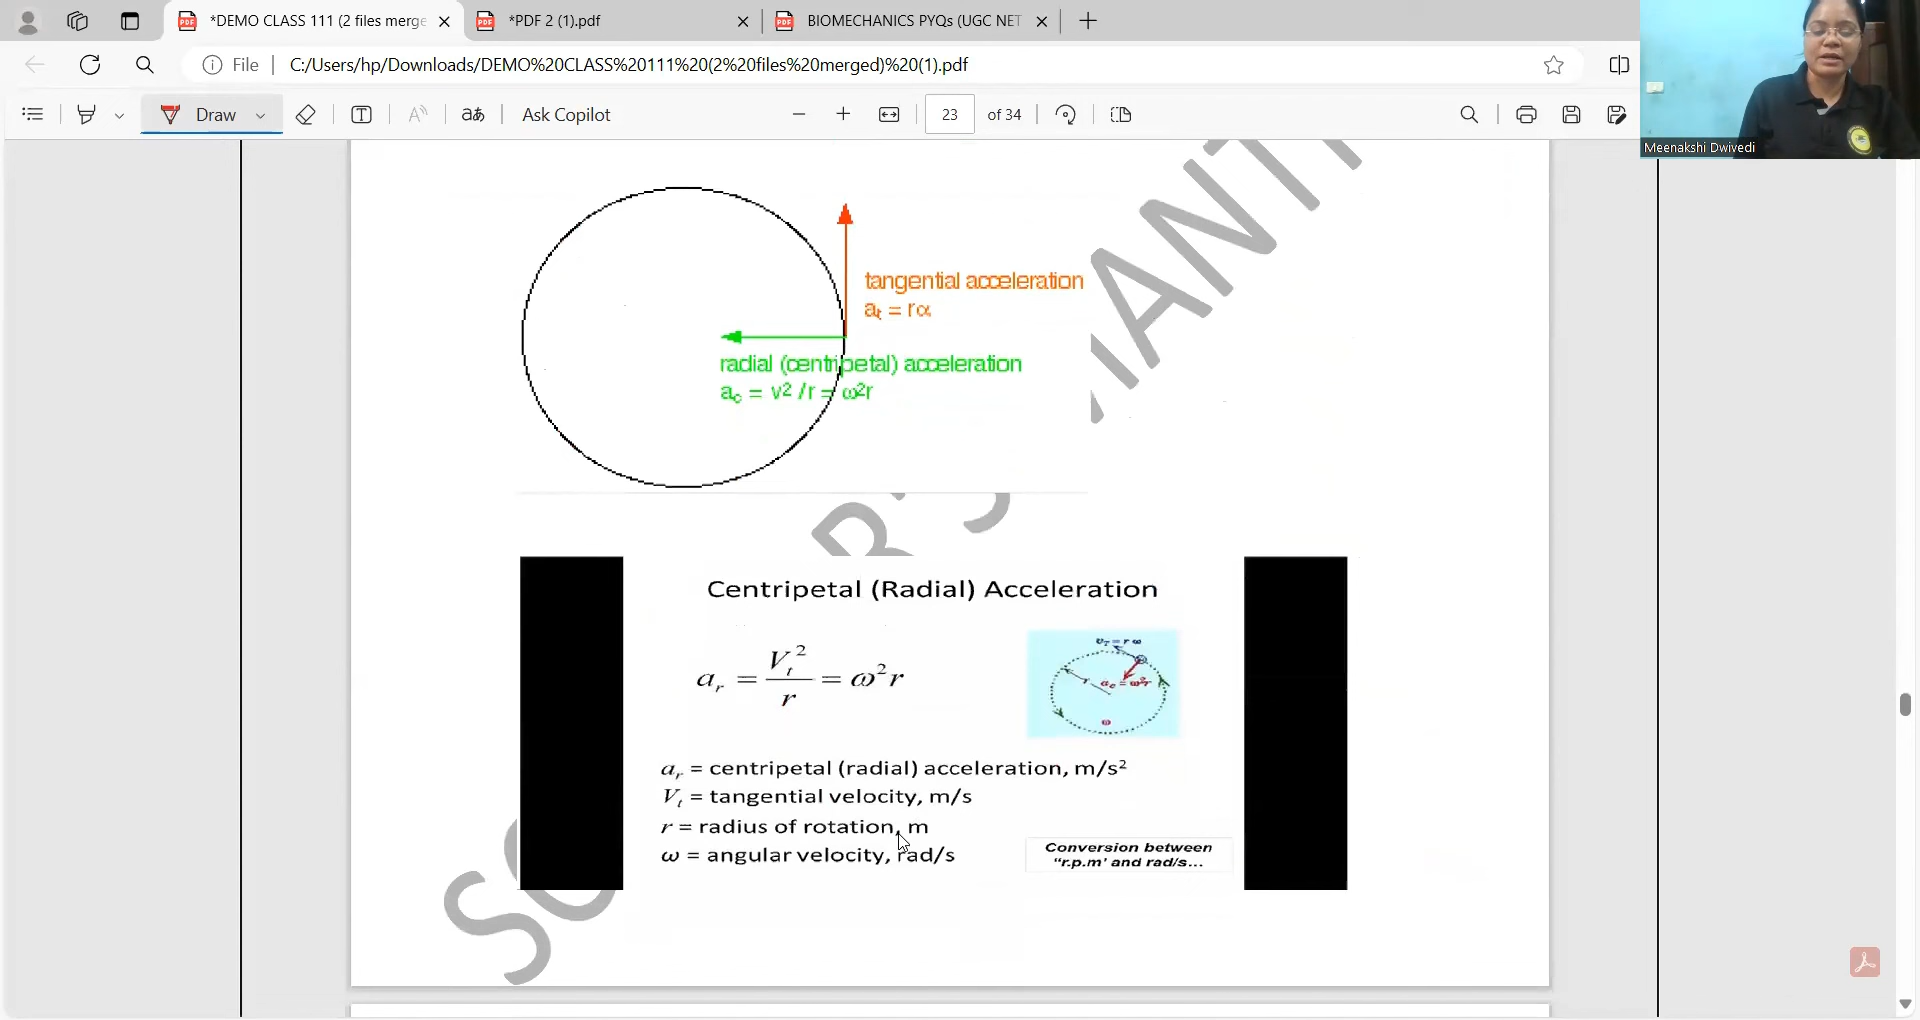 *DEMO CLASS 111 (2 files merge
*PDF 2 (1).pdf
BIOMECHANICS PYQs (UGC NET
File
C:/Users/hp/Downloads/DEMO%20CLASS%20111%20(2%20files%20merged)%20(1).pdf
Draw
Ask Copilot
23 of 34
Meenakshi Dwivedi
tangential acceleration
aₜ = rα
radial (centripetal) acceleration
a꜀ = v² /r = ω²r
Centripetal (Radial) Acceleration
aᵣ = Vₜ² / r = ω²r
v_T = r ω
r
a꜀ = ω²r
ω
aᵣ = centripetal (radial) acceleration, m/s²
Vₜ = tangential velocity, m/s
r = radius of rotation, m
ω = angular velocity, rad/s
Conversion between
“r.p.m’ and rad/s...